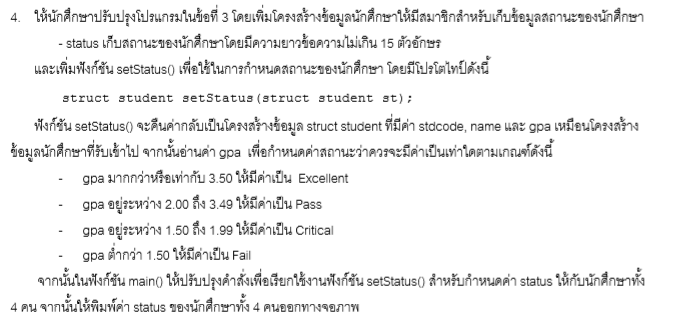 4. ให้นักศึกษาปรับปรุงโปรแกรมในข้อที่ 3 โดยเพิ่มโครงสร้างข้อมูลนักศึกษาให้มีสมาชิกสำหรับเก็บข้อมูลสถานะของนักศึกษา
- status เก็บสถานะของนักศึกษาโดยมีความยาวข้อความไม่เกิน 15 ตัวอักษร
และเพิ่มฟังก์ชัน setStatus() เพื่อใช้ในการกำหนดสถานะของนักศึกษา โดยมีโปรโตไทป์ดังนี้
struct student setStatus(struct student st);
ฟังก์ชัน setStatus() จะคืนค่ากลับเป็นโครงสร้างข้อมูล struct student ที่มีค่า stdcode, name และ gpa เหมือนโครงสร้าง
ข้อมูลนักศึกษาที่รับเข้าไป จากนั้นอ่านค่า gpa เพื่อกำหนดค่าสถานะว่าควรจะมีค่าเป็นเท่าใดตามเกณฑ์ดังนี้
- gpa มากกว่าหรือเท่ากับ 3.50 ให้มีค่าเป็น Excellent
- gpa อยู่ระหว่าง 2.00 ถึง 3.49 ให้มีค่าเป็น Pass
- gpa อยู่ระหว่าง 1.50 ถึง 1.99 ให้มีค่าเป็น Critical
- gpa ต่ำกว่า 1.50 ให้มีค่าเป็น Fail
จากนั้นในฟังก์ชัน main() ให้ปรับปรุงคำสั่งเพื่อเรียกใช้งานฟังก์ชัน setStatus() สำหรับกำหนดค่า status ให้กับนักศึกษาทั้ง
4 คน จากนั้นให้พิมพ์ค่า status ของนักศึกษาทั้ง 4 คนออกทางจอภาพ